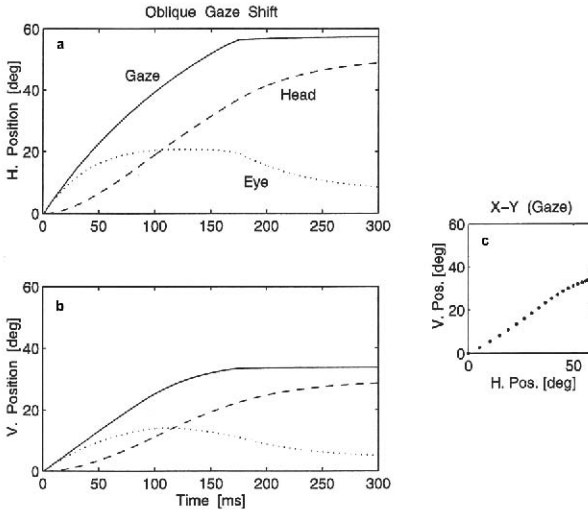 Oblique Gaze Shift
a
H. Position [deg]
60
40
20
0
Gaze
Head
Eye
0 50 100 150 200 250 300
b
V. Position [deg]
60
40
20
0
0 50 100 150 200 250 300
Time [ms]
X-Y (Gaze)
c
V. Pos. [deg]
60
40
20
0
0 50
H. Pos. [deg]